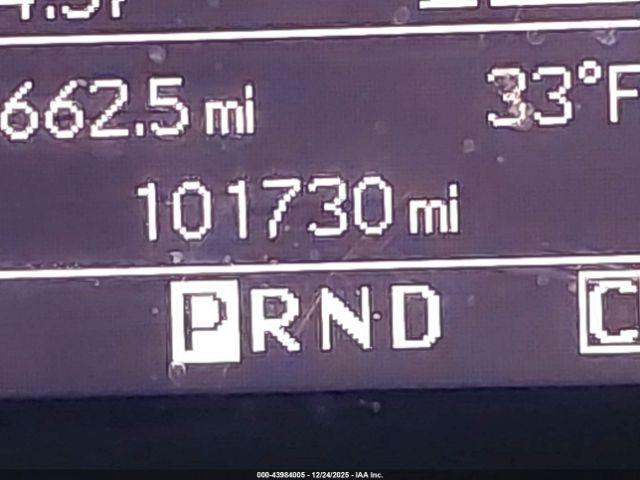 662.5 mi 33°F
101730 mi
PRND C
000-43984005 - 12/24/2025 - IAA Inc.